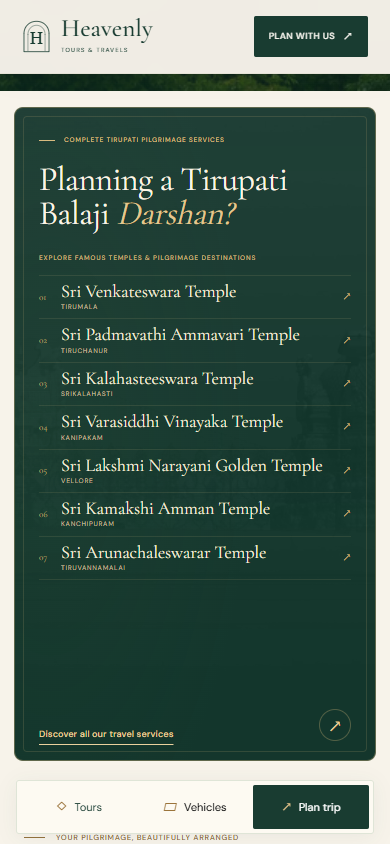 H
Heavenly
TOURS & TRAVELS
PLAN WITH US ↗
COMPLETE TIRUPATI PILGRIMAGE SERVICES
Planning a Tirupati
Balaji Darshan?
EXPLORE FAMOUS TEMPLES & PILGRIMAGE DESTINATIONS
01 Sri Venkateswara Temple ↗
TIRUMALA
02 Sri Padmavathi Ammavari Temple ↗
TIRUCHANUR
03 Sri Kalahasteeswara Temple ↗
SRIKALAHASTI
04 Sri Varasiddhi Vinayaka Temple ↗
KANIPAKAM
05 Sri Lakshmi Narayani Golden Temple ↗
VELLORE
06 Sri Kamakshi Amman Temple ↗
KANCHIPURAM
07 Sri Arunachaleswarar Temple ↗
TIRUVANNAMALAI
Discover all our travel services ↗
Tours Vehicles ↗ Plan trip
YOUR PILGRIMAGE, BEAUTIFULLY ARRANGED